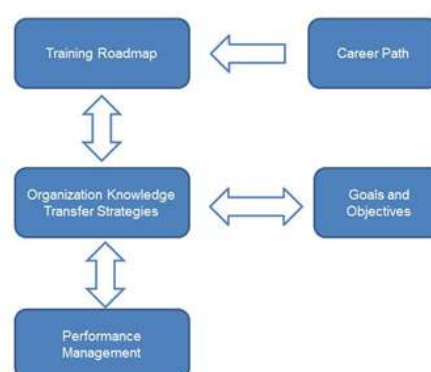 Training Roadmap
Career Path
Organization Knowledge
Transfer Strategies
Goals and
Objectives
Performance
Management